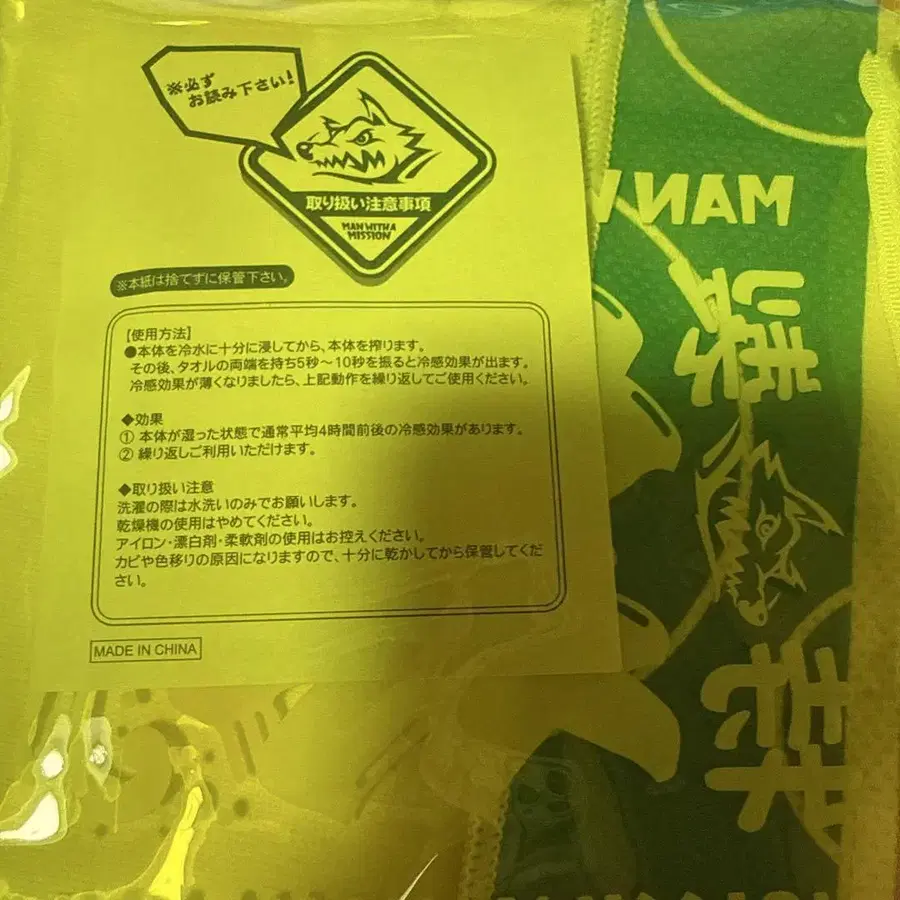 ※必ず
お読み下さい!
取り扱い注意事項
MAN WITH A
MISSION
※本紙は捨てずに保管下さい。
【使用方法】
●本体を冷水に十分に浸してから、本体を搾ります。
その後、タオルの両端を持ち5秒～10秒を振ると冷感効果が出ます。
冷感効果が薄くなりましたら、上記動作を繰り返してご使用ください。
◆効果
① 本体が湿った状態で通常平均4時間前後の冷感効果があります。
② 繰り返しご利用いただけます。
◆取り扱い注意
洗濯の際は水洗いのみでお願いします。
乾燥機の使用はやめてください。
アイロン・漂白剤・柔軟剤の使用はお控えください。
カビや色移りの原因になりますので、十分に乾かしてから保管してくだ
さい。
MADE IN CHINA
MAN